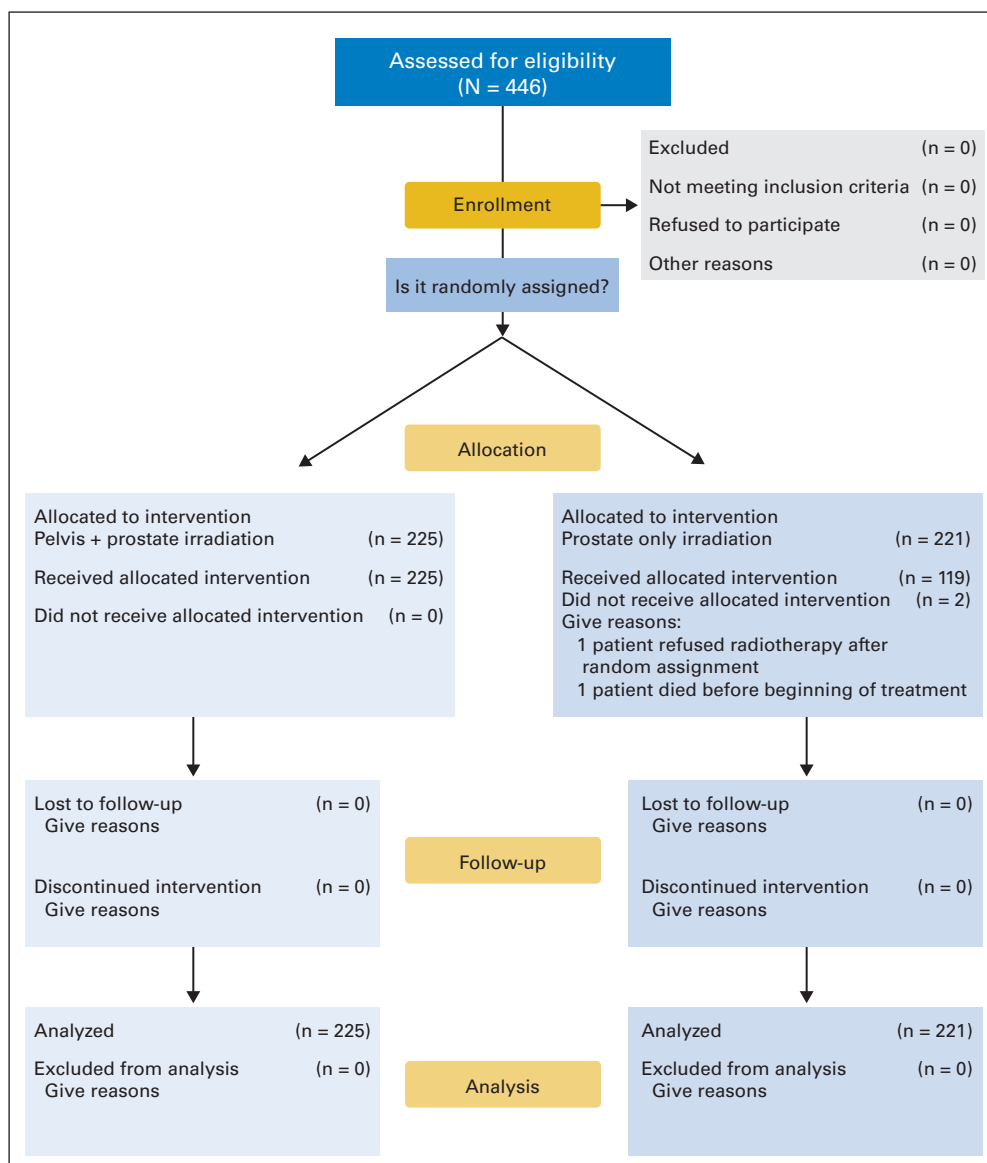 Assessed for eligibility
(N = 446)
Excluded (n = 0)
Not meeting inclusion criteria (n = 0)
Refused to participate (n = 0)
Other reasons (n = 0)
Enrollment
Is it randomly assigned?
Allocation
Allocated to intervention
Pelvis + prostate irradiation (n = 225)
Received allocated intervention (n = 225)
Did not receive allocated intervention (n = 0)
Allocated to intervention
Prostate only irradiation (n = 221)
Received allocated intervention (n = 119)
Did not receive allocated intervention (n = 2)
Give reasons:
1 patient refused radiotherapy after
random assignment
1 patient died before beginning of treatment
Lost to follow-up (n = 0)
Give reasons
Discontinued intervention (n = 0)
Give reasons
Follow-up
Lost to follow-up (n = 0)
Give reasons
Discontinued intervention (n = 0)
Give reasons
Analyzed (n = 225)
Excluded from analysis (n = 0)
Give reasons
Analysis
Analyzed (n = 221)
Excluded from analysis (n = 0)
Give reasons